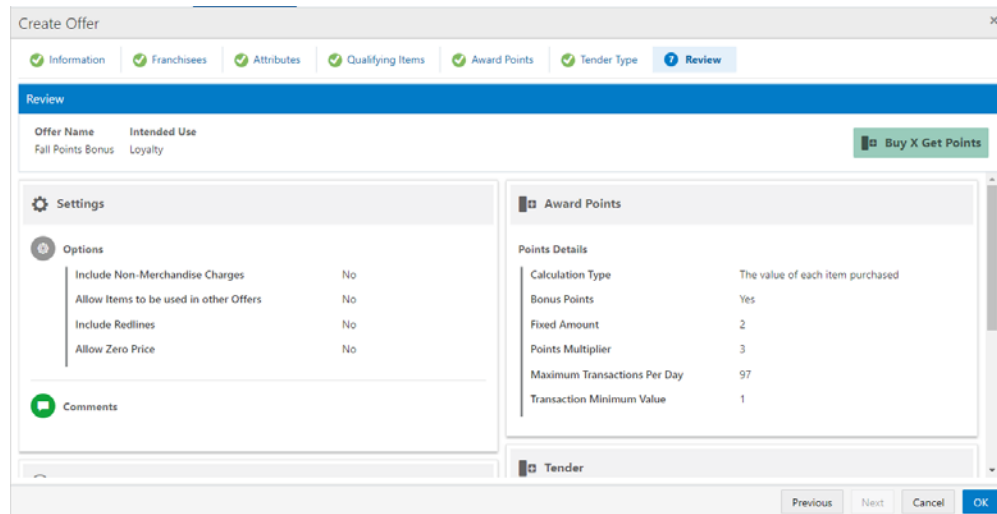 Create Offer
Information Franchisees Attributes Qualifying Items Award Points Tender Type 7 Review
Review
Offer Name Intended Use
Fall Points Bonus Loyalty
Buy X Get Points
Settings
Options
Include Non-Merchandise Charges No
Allow Items to be used in other Offers No
Include Redlines No
Allow Zero Price No
Comments
Award Points
Points Details
Calculation Type The value of each item purchased
Bonus Points Yes
Fixed Amount 2
Points Multiplier 3
Maximum Transactions Per Day 97
Transaction Minimum Value 1
Tender
Previous Next Cancel OK